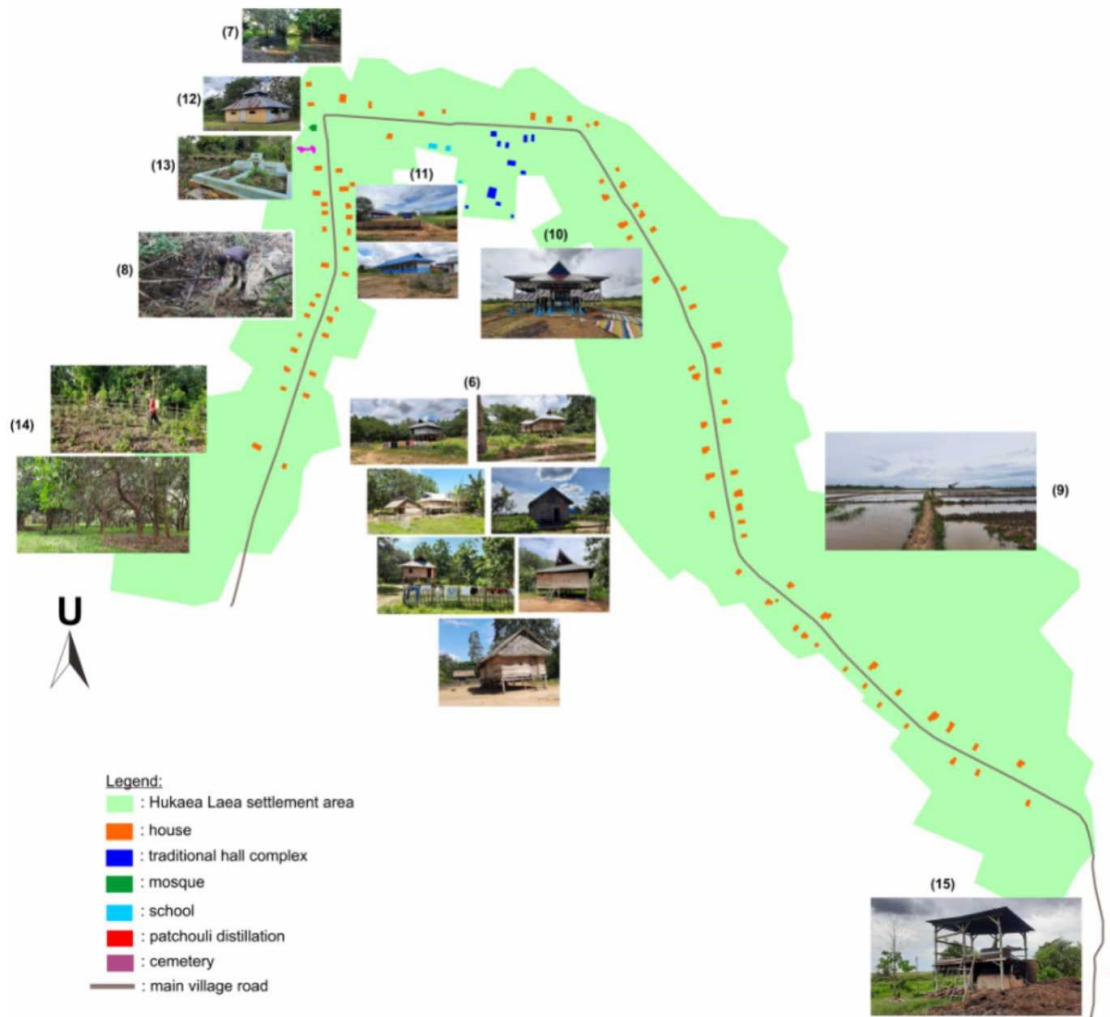 (7)
(12)
(13)
(11)
(10)
(8)
(6)
(14)
(9)
U
Legend:
: Hukaea Laea settlement area
: house
: traditional hall complex
: mosque
: school
: patchouli distillation
: cemetery
: main village road
(15)